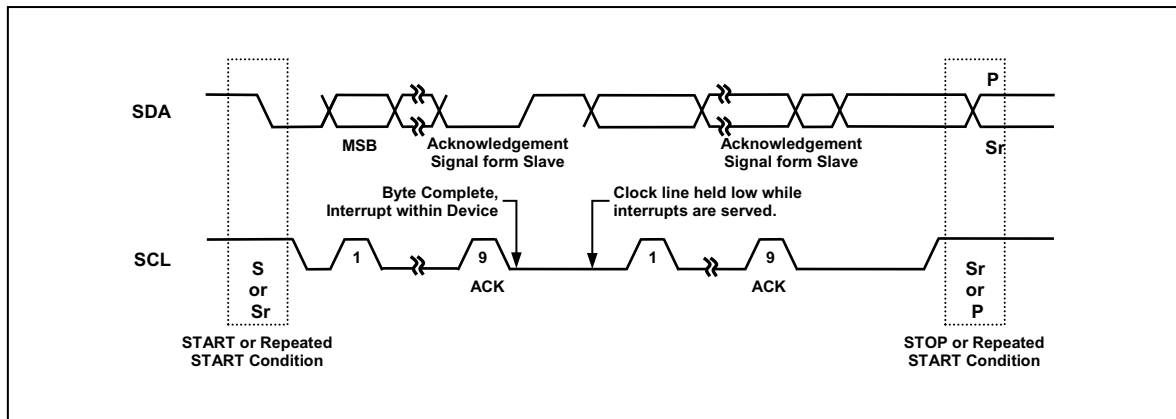 P
SDA
MSB
Acknowledgement
Signal form Slave
Acknowledgement
Signal form Slave
Sr
Byte Complete,
Interrupt within Device
Clock line held low while
interrupts are served.
SCL
1
9
1
9
ACK
ACK
S
or
Sr
Sr
or
P
START or Repeated
START Condition
STOP or Repeated
START Condition